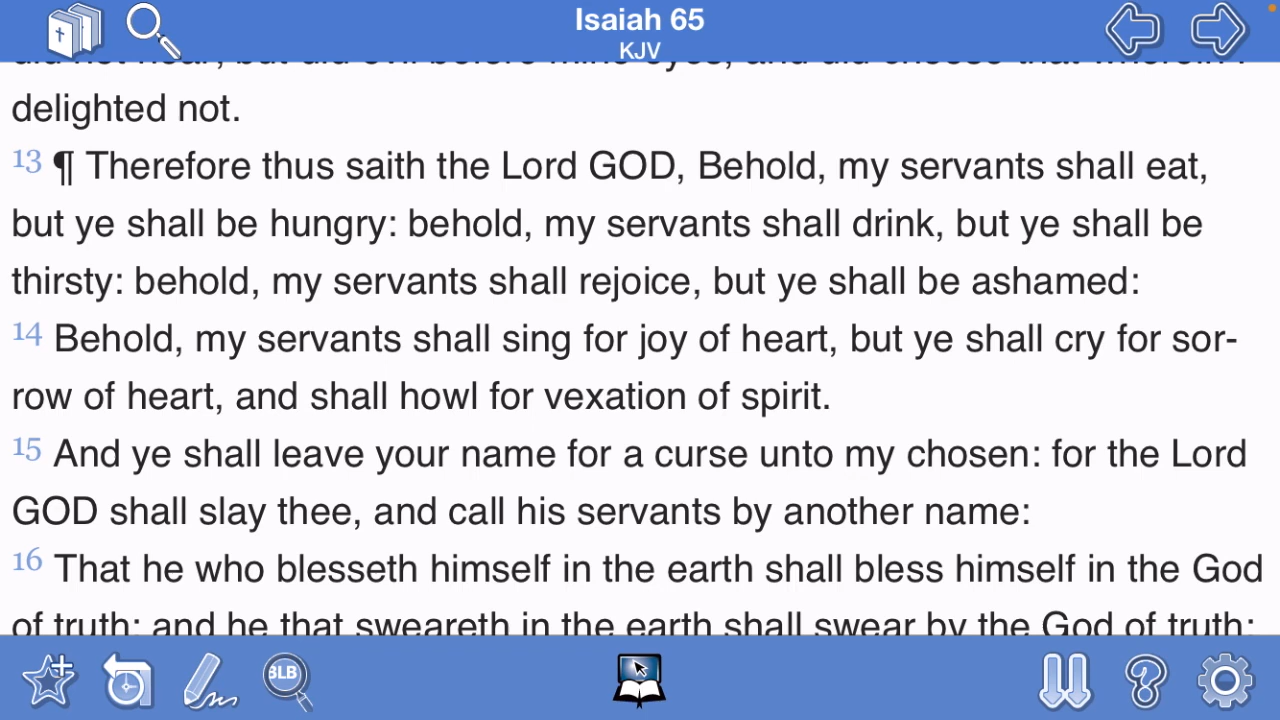 Isaiah 65
KJV
delighted not.
13 ¶ Therefore thus saith the Lord GOD, Behold, my servants shall eat,
but ye shall be hungry: behold, my servants shall drink, but ye shall be
thirsty: behold, my servants shall rejoice, but ye shall be ashamed:
14 Behold, my servants shall sing for joy of heart, but ye shall cry for sor-
row of heart, and shall howl for vexation of spirit.
15 And ye shall leave your name for a curse unto my chosen: for the Lord
GOD shall slay thee, and call his servants by another name:
16 That he who blesseth himself in the earth shall bless himself in the God
of truth; and he that sweareth in the earth shall swear by the God of truth;
BLB